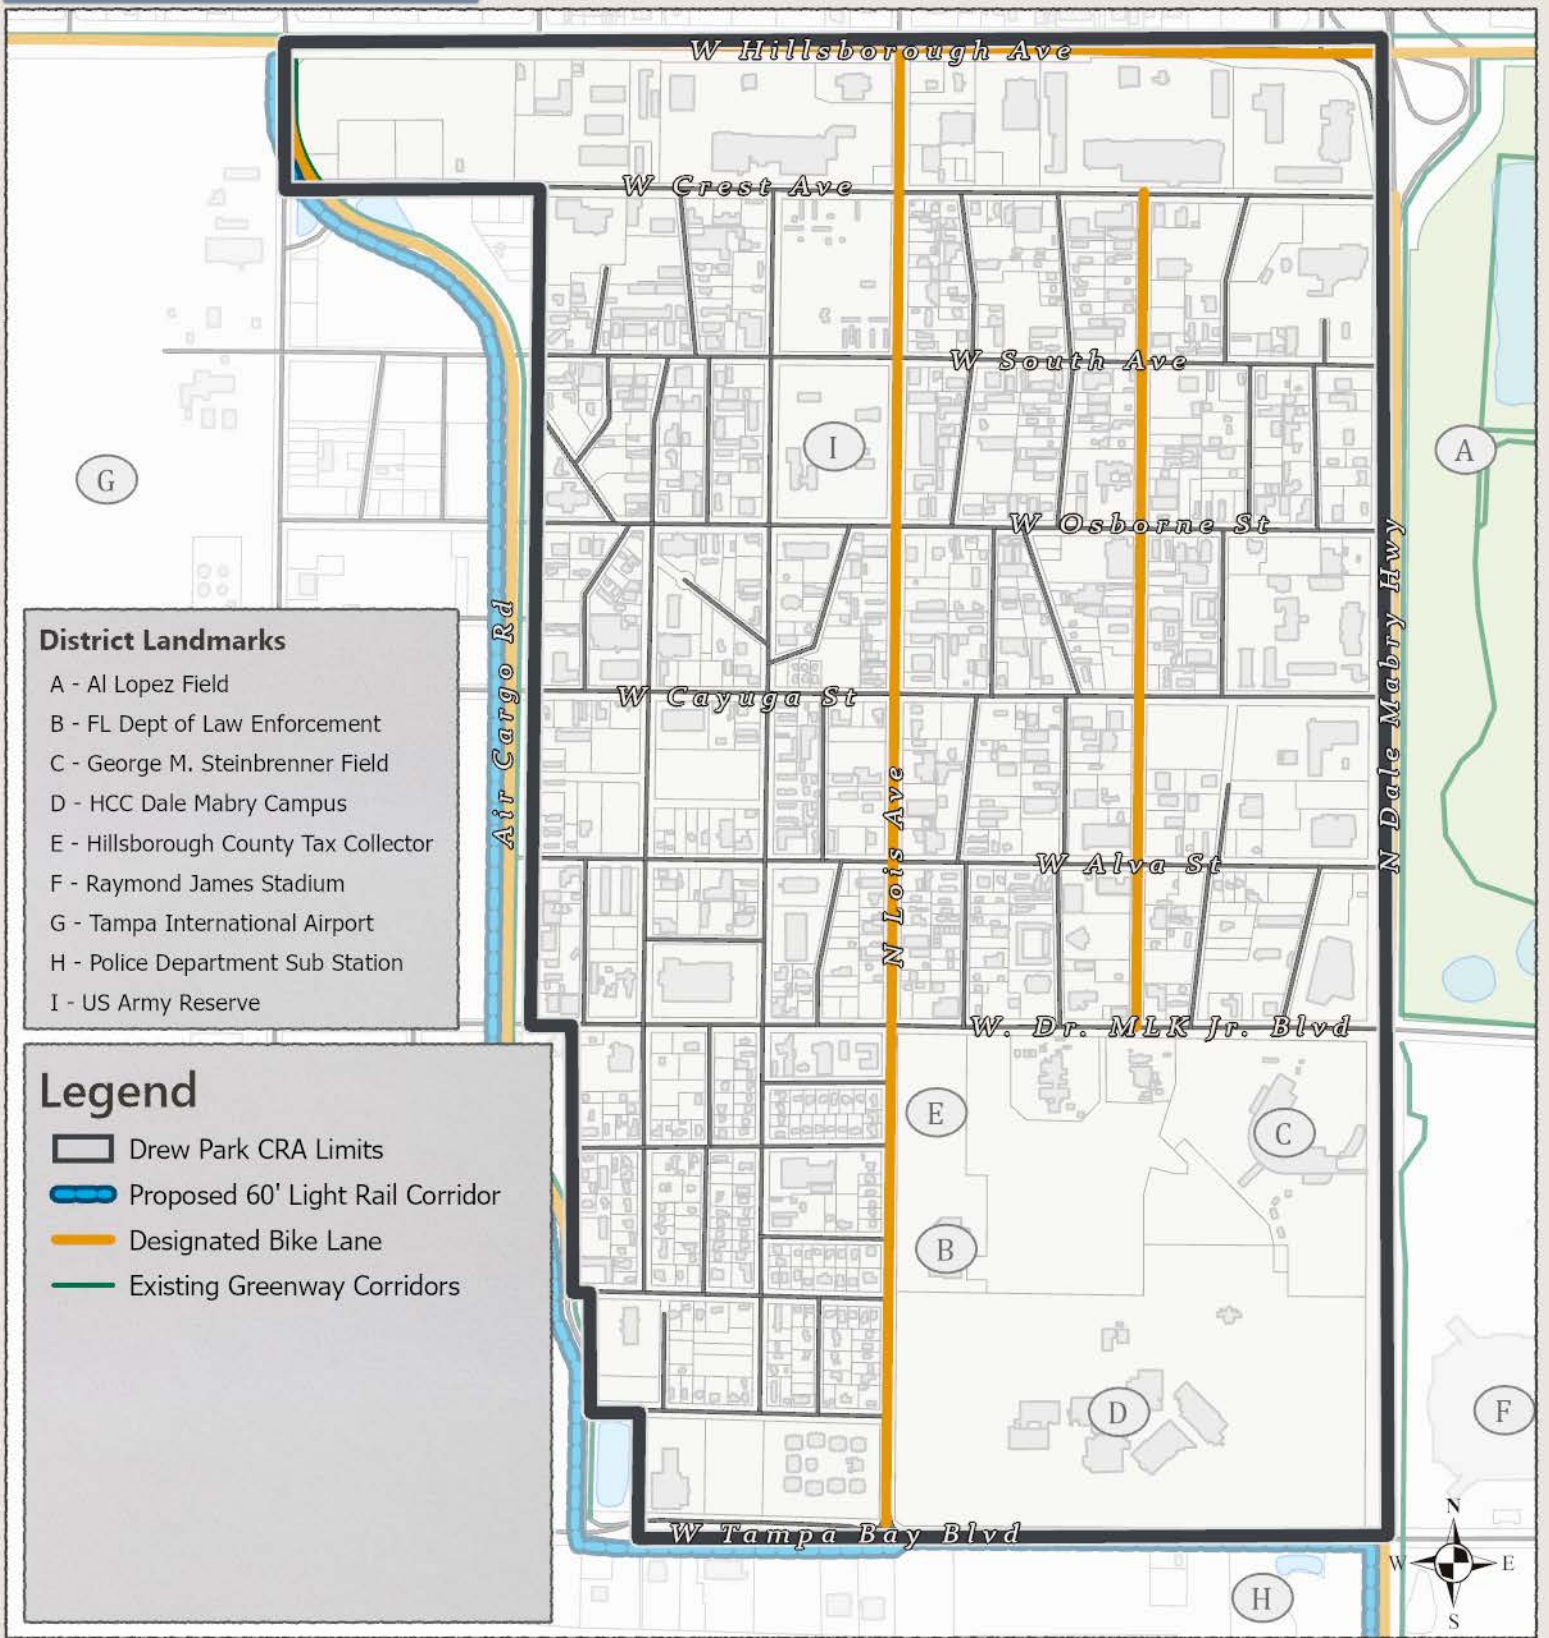 W Hillsborough Ave
W Crest Ave
W South Ave
I
A
G
W Osborne St
N Dale Mabry Hwy
Air Cargo Rd
District Landmarks
A - Al Lopez Field
B - FL Dept of Law Enforcement
C - George M. Steinbrenner Field
D - HCC Dale Mabry Campus
E - Hillsborough County Tax Collector
F - Raymond James Stadium
G - Tampa International Airport
H - Police Department Sub Station
I - US Army Reserve
W Cayuga St
N Lois Ave
W Alva St
W. Dr. MLK Jr. Blvd
Legend
Drew Park CRA Limits
Proposed 60' Light Rail Corridor
Designated Bike Lane
Existing Greenway Corridors
E
C
B
D
F
W Tampa Bay Blvd
H
N
W
E
S